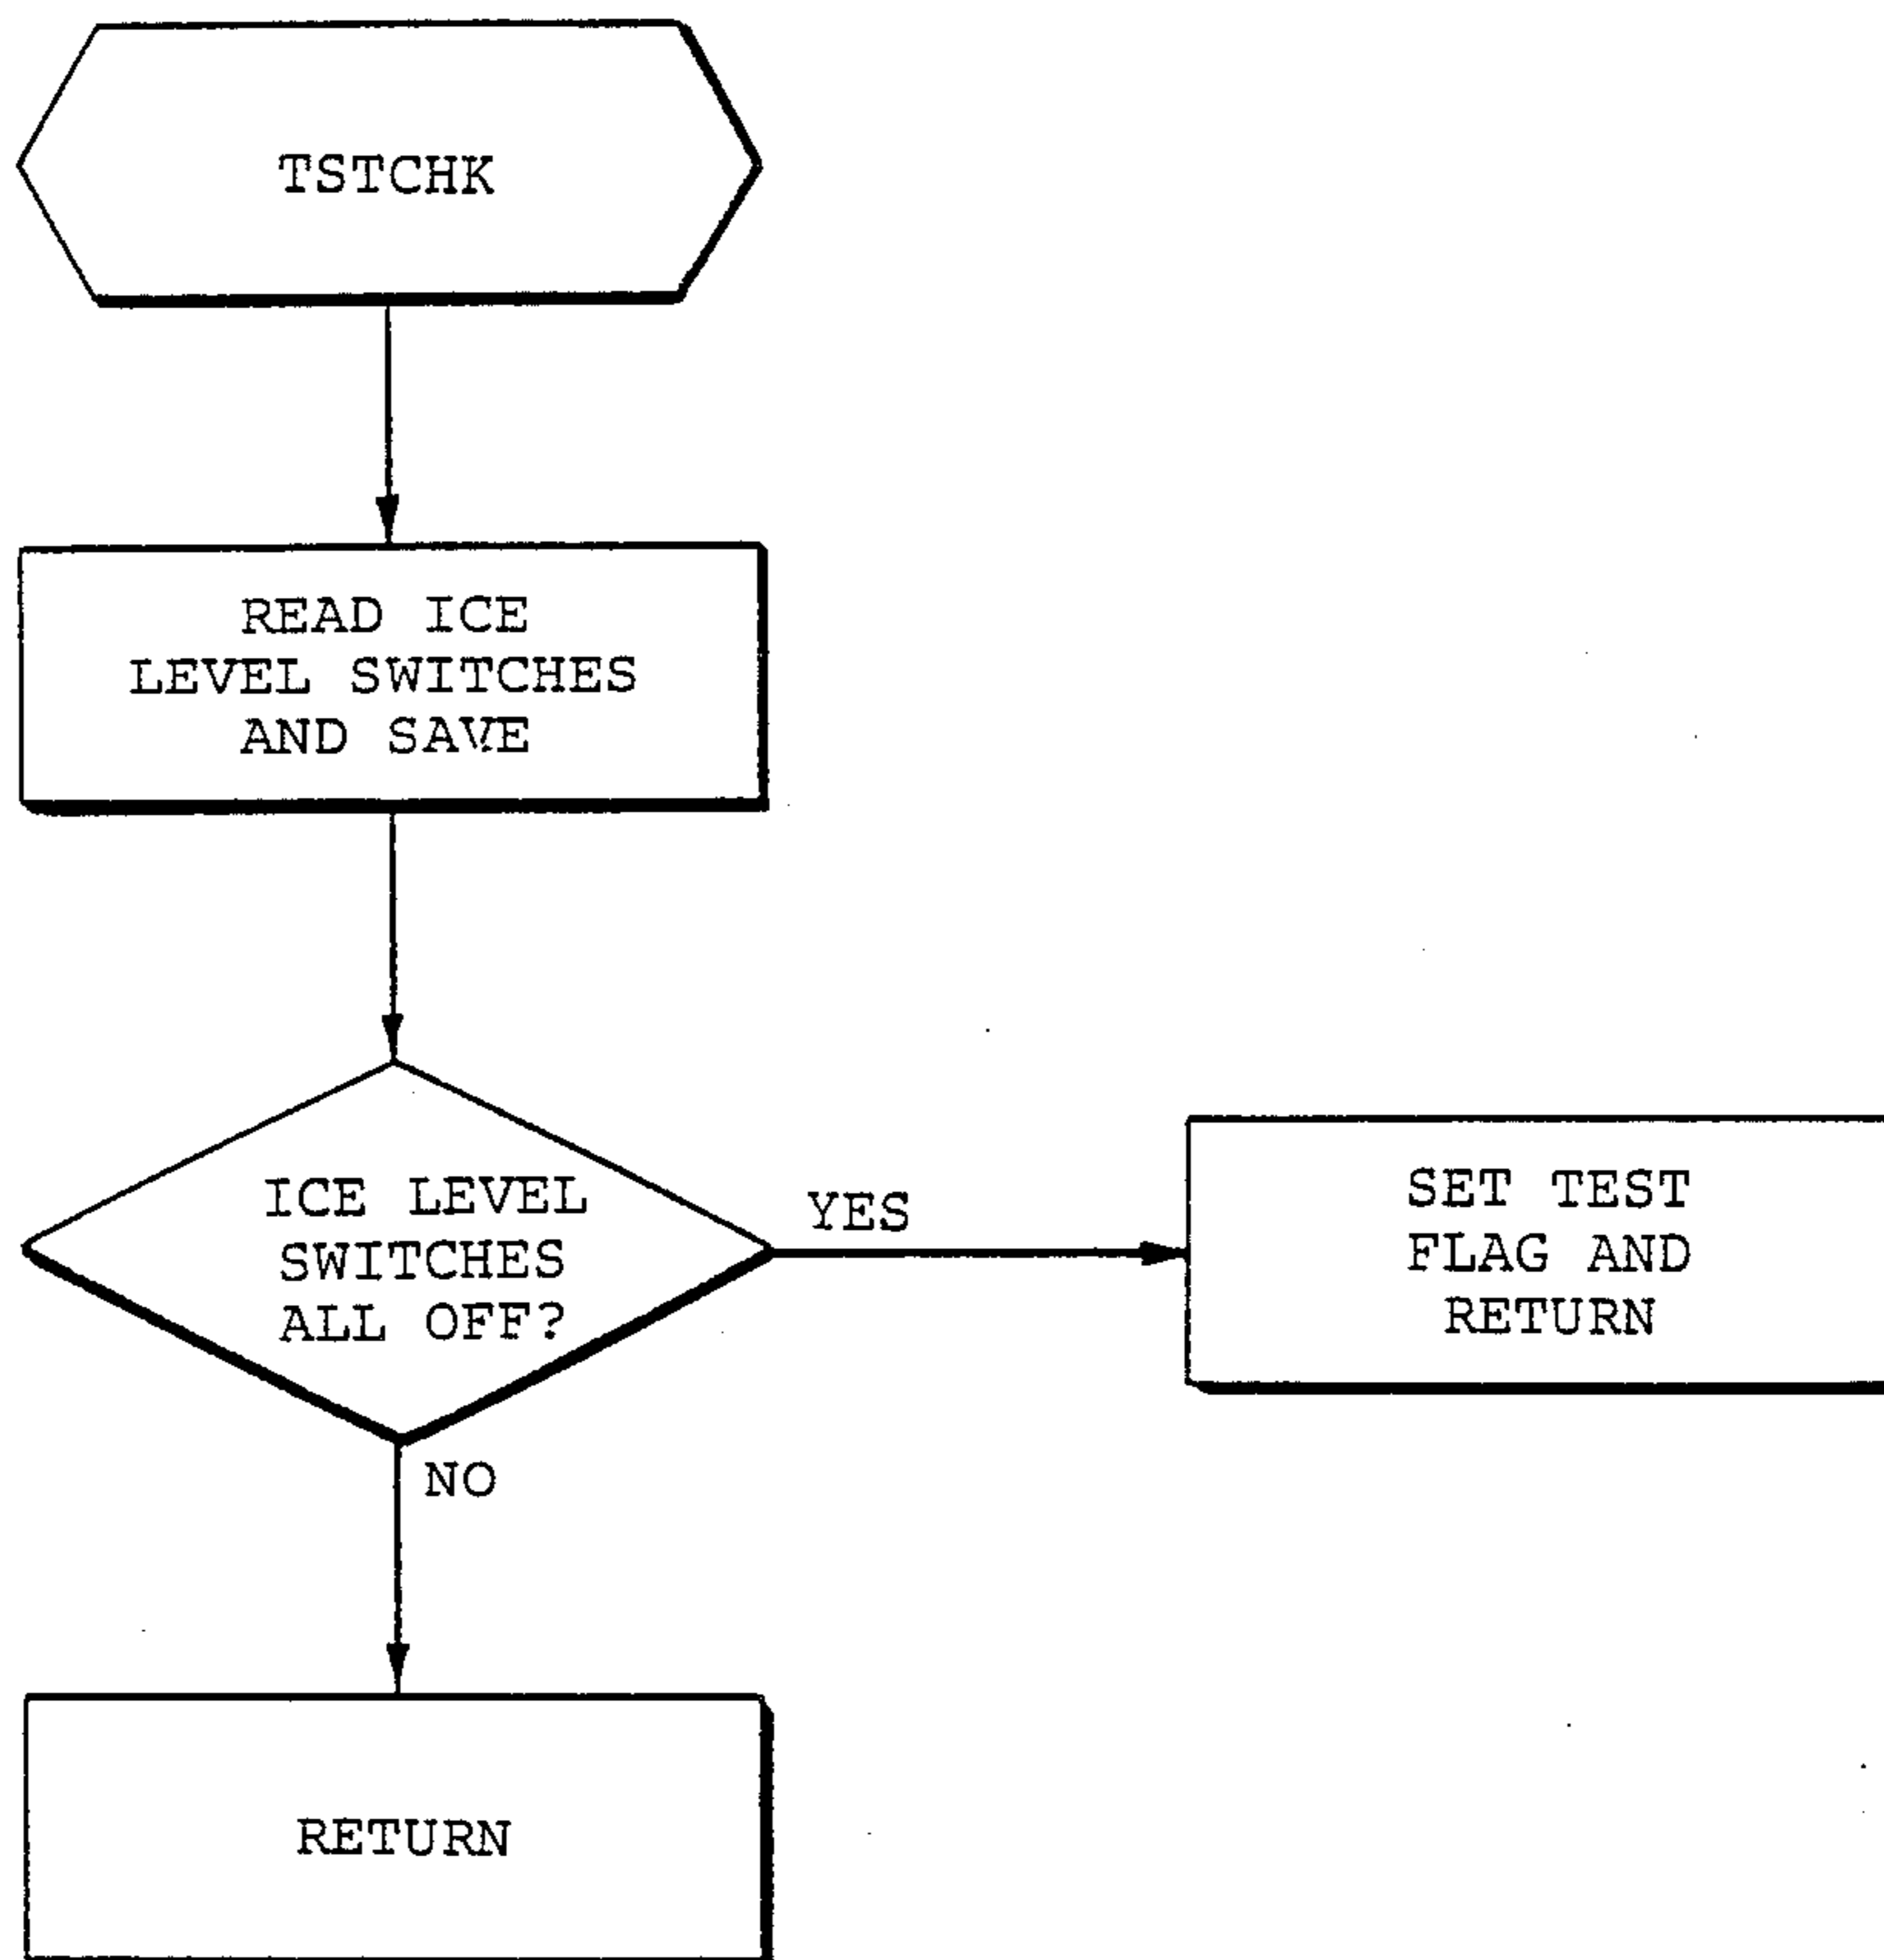 TSTCHK
READ ICE
LEVEL SWITCHES
AND SAVE
ICE LEVEL
SWITCHES
ALL OFF?
YES
SET TEST
FLAG AND
RETURN
NO
RETURN